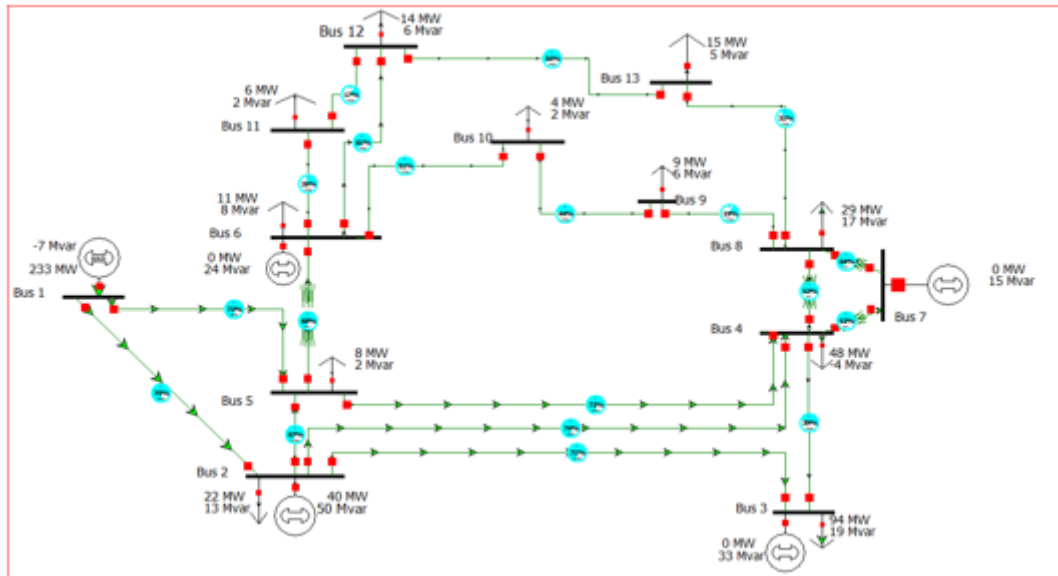 Bus 12
14 MW
6 Mvar
15 MW
5 Mvar
Bus 13
6 MW
2 Mvar
Bus 11
4 MW
2 Mvar
Bus 10
9 MW
6 Mvar
Bus 9
11 MW
8 Mvar
Bus 6
0 MW
24 Mvar
29 MW
17 Mvar
Bus 8
-7 Mvar
233 MW
Bus 1
0 MW
15 Mvar
Bus 7
Bus 4
48 MW
-4 Mvar
8 MW
2 Mvar
Bus 5
Bus 2
22 MW
13 Mvar
40 MW
50 Mvar
Bus 3
94 MW
19 Mvar
0 MW
33 Mvar